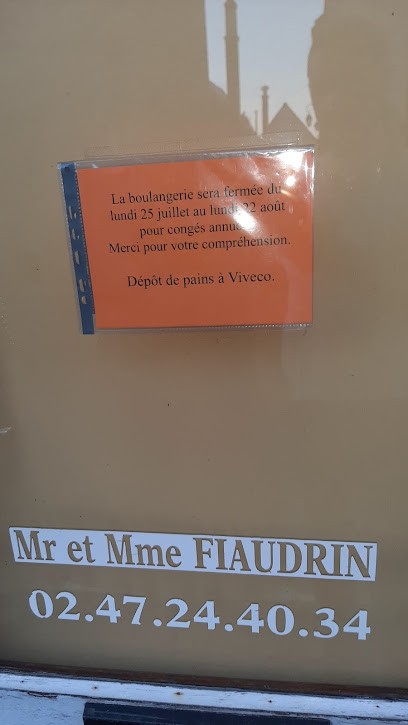 La boulangerie sera fermée du
lundi 25 juillet au lundi 22 août
pour congés annuels.
Merci pour votre compréhension.
Dépôt de pains à Viveco.
Mr et Mme FIAUDRIN
02.47.24.40.34